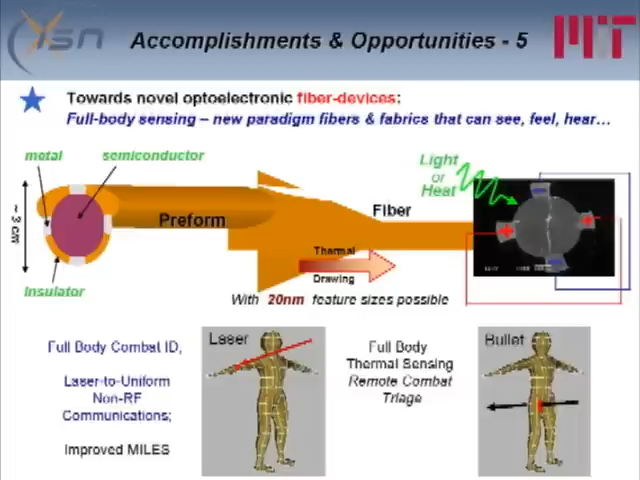 isn
Accomplishments & Opportunities - 5
MIT
Towards novel optoelectronic fiber-devices:
Full-body sensing – new paradigm fibers & fabrics that can see, feel, hear…
metal
semiconductor
Light
or
Heat
~ 3 cm
Preform
Fiber
Thermal
Drawing
Insulator
With 20nm feature sizes possible
Full Body Combat ID,
Laser-to-Uniform
Non-RF
Communications;
Improved MILES
Laser
Full Body
Thermal Sensing
Remote Combat
Triage
Bullet